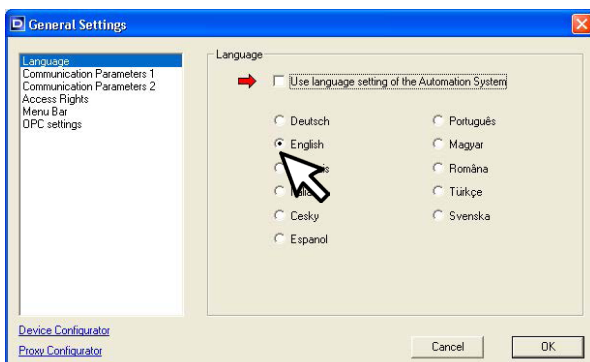 General Settings
Language
Communication Parameters 1
Communication Parameters 2
Access Rights
Menu Bar
OPC settings
Language
Use language setting of the Automation System
Deutsch
English
Cesky
Espanol
Português
Magyar
Româna
Türkçe
Svenska
Device Configurator
Proxy Configurator
Cancel
OK